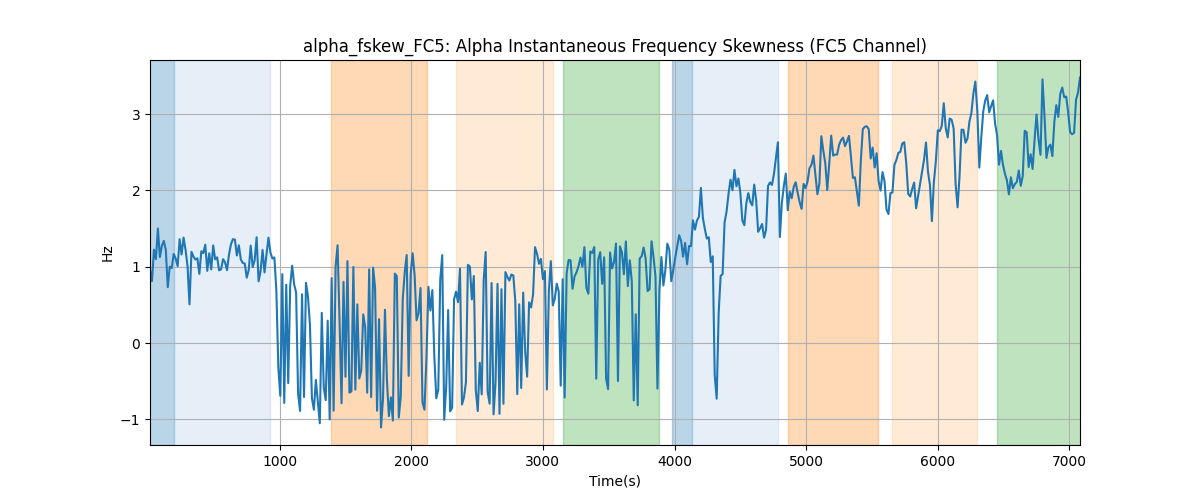 alpha_fskew_FC5: Alpha Instantaneous Frequency Skewness (FC5 Channel)
Hz
3
2
1
0
−1
1000 2000 3000 4000 5000 6000 7000
Time(s)